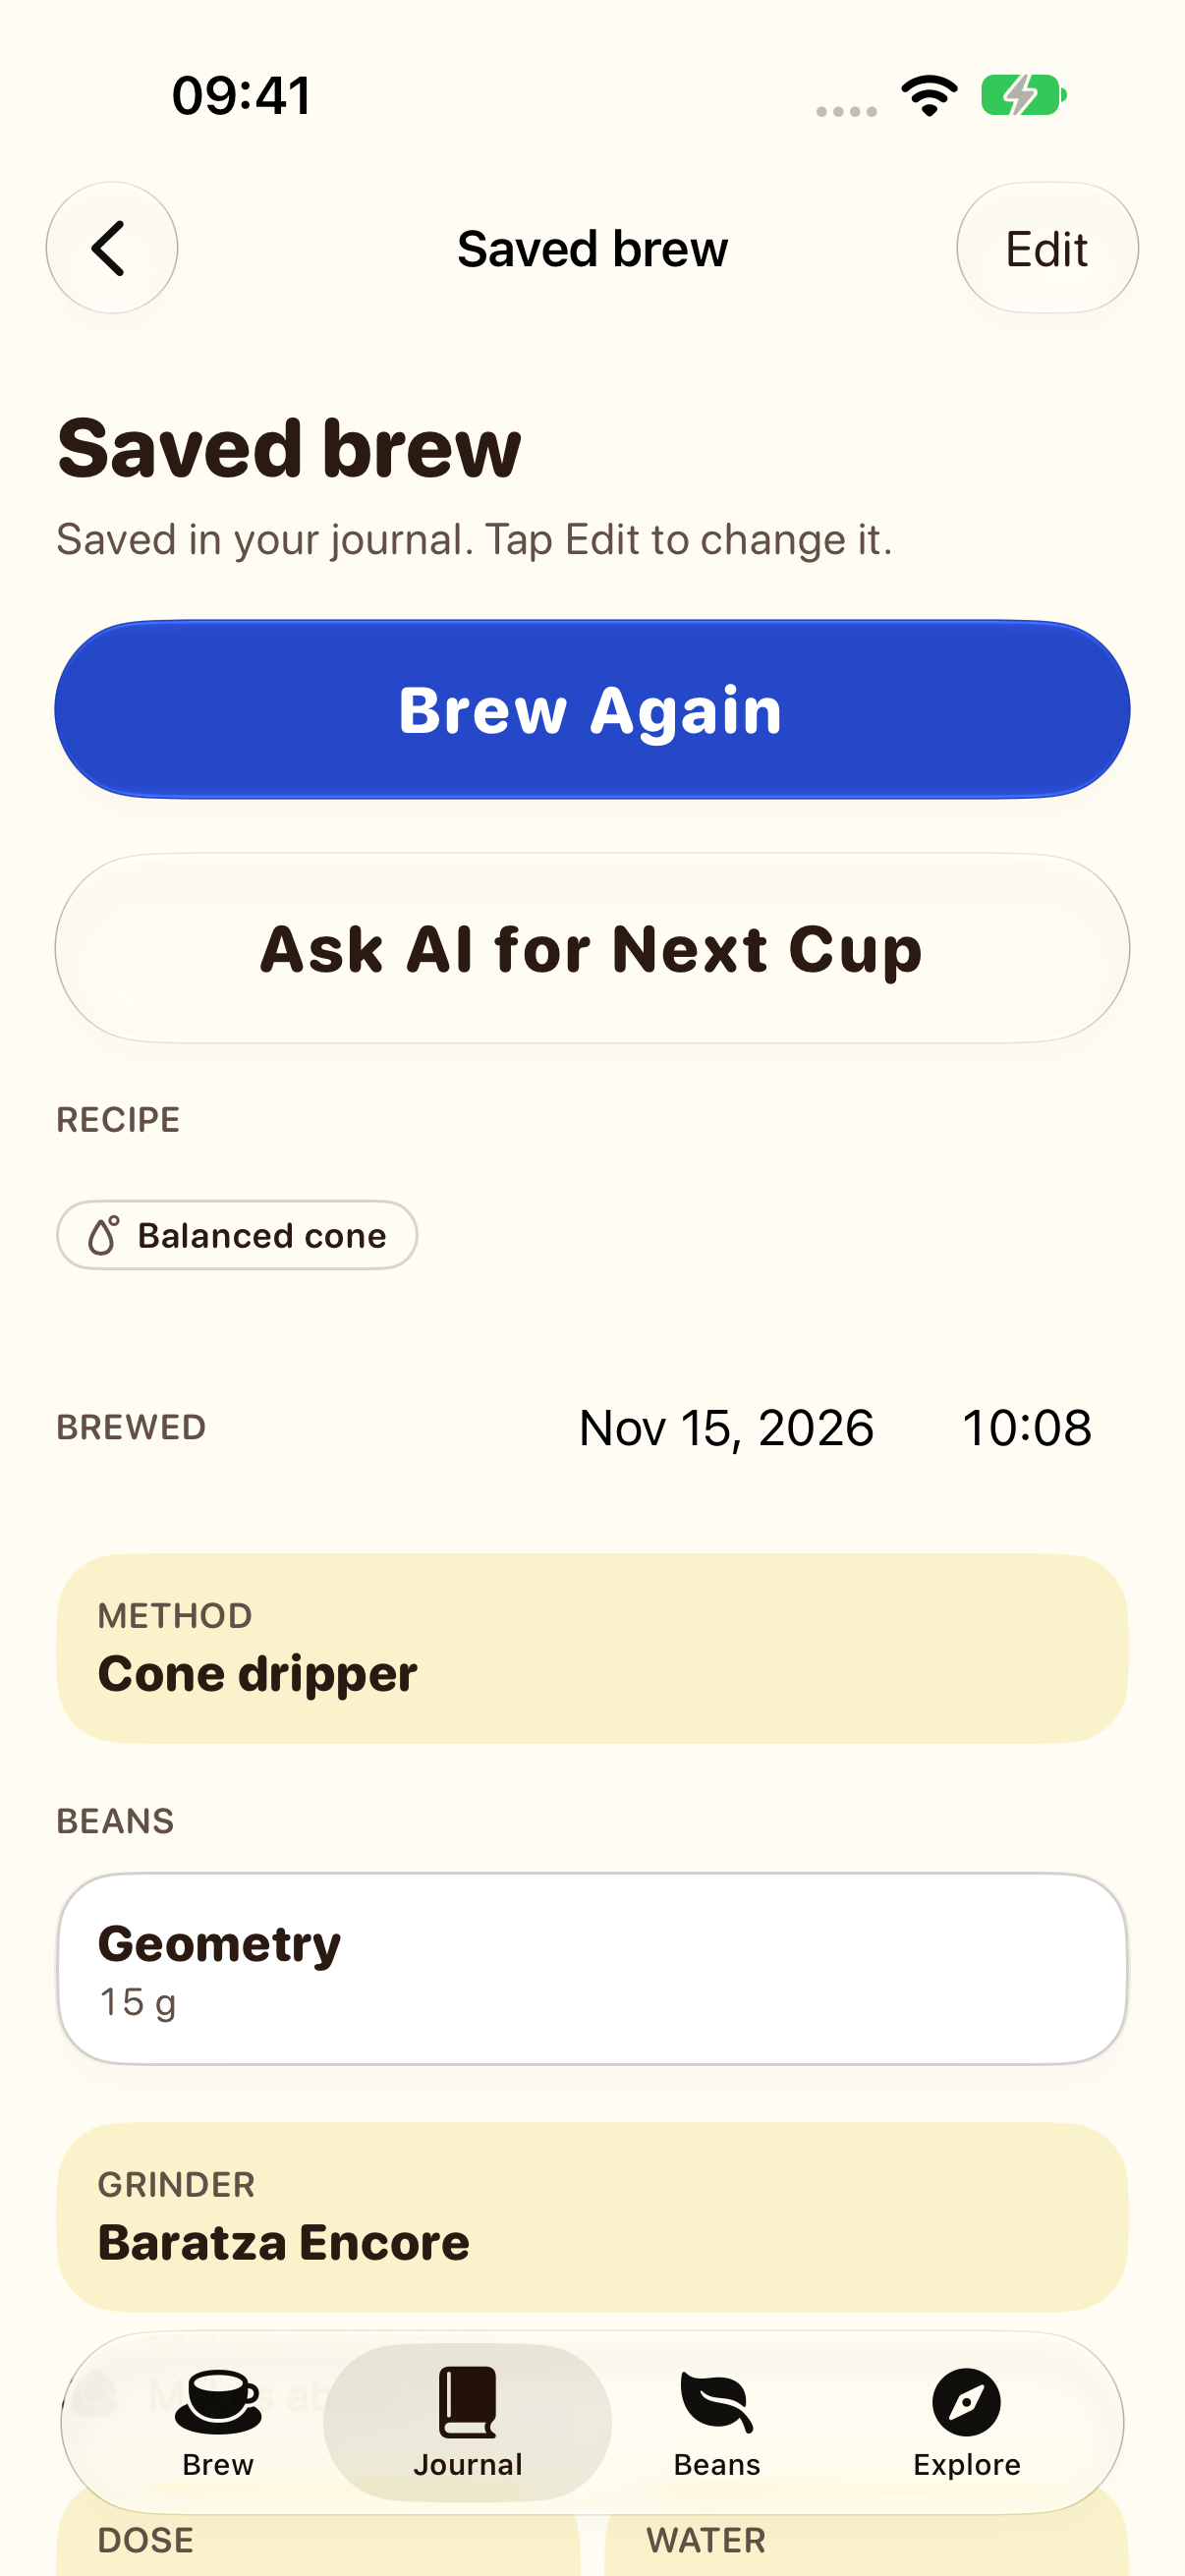 09:41
Saved brew
Edit
Saved brew
Saved in your journal. Tap Edit to change it.
Brew Again
Ask AI for Next Cup
RECIPE
Balanced cone
BREWED
Nov 15, 2026 10:08
METHOD
Cone dripper
BEANS
Geometry
15 g
GRINDER
Baratza Encore
Brew
Journal
Beans
Explore
DOSE
WATER